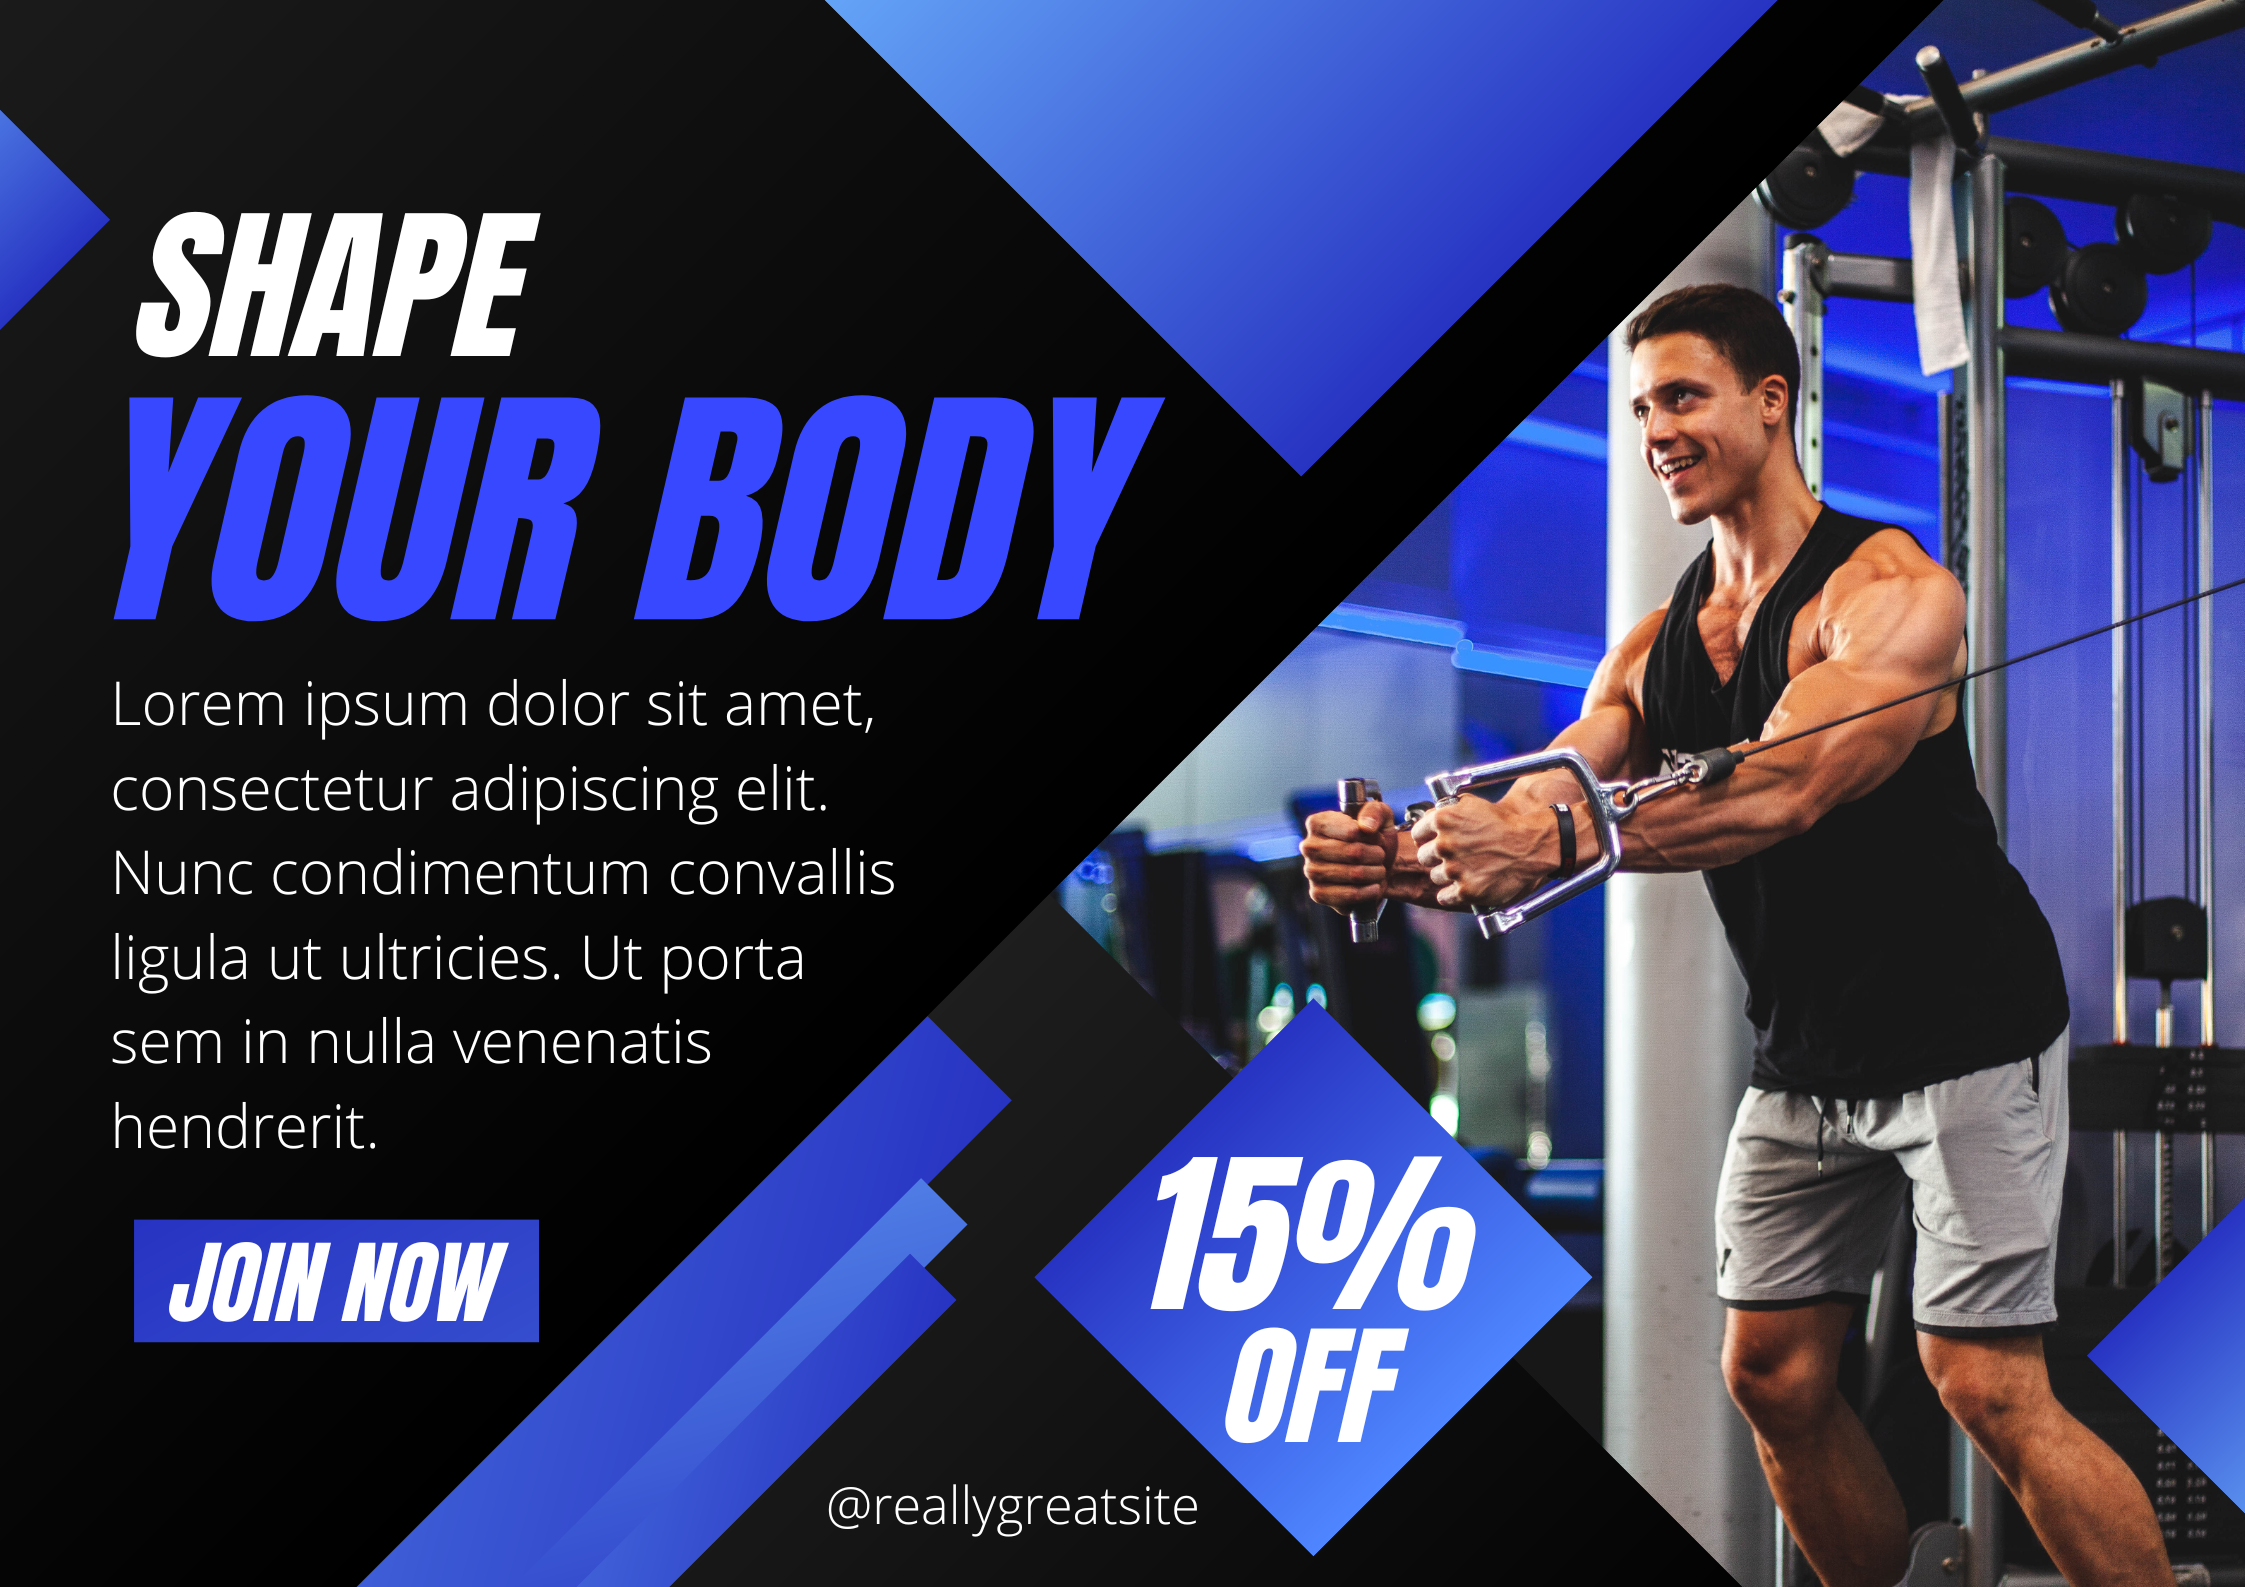 SHAPE
YOUR BODY
Lorem ipsum dolor sit amet,
consectetur adipiscing elit.
Nunc condimentum convallis
ligula ut ultricies. Ut porta
sem in nulla venenatis
hendrerit.
JOIN NOW
15%
OFF
@reallygreatsite